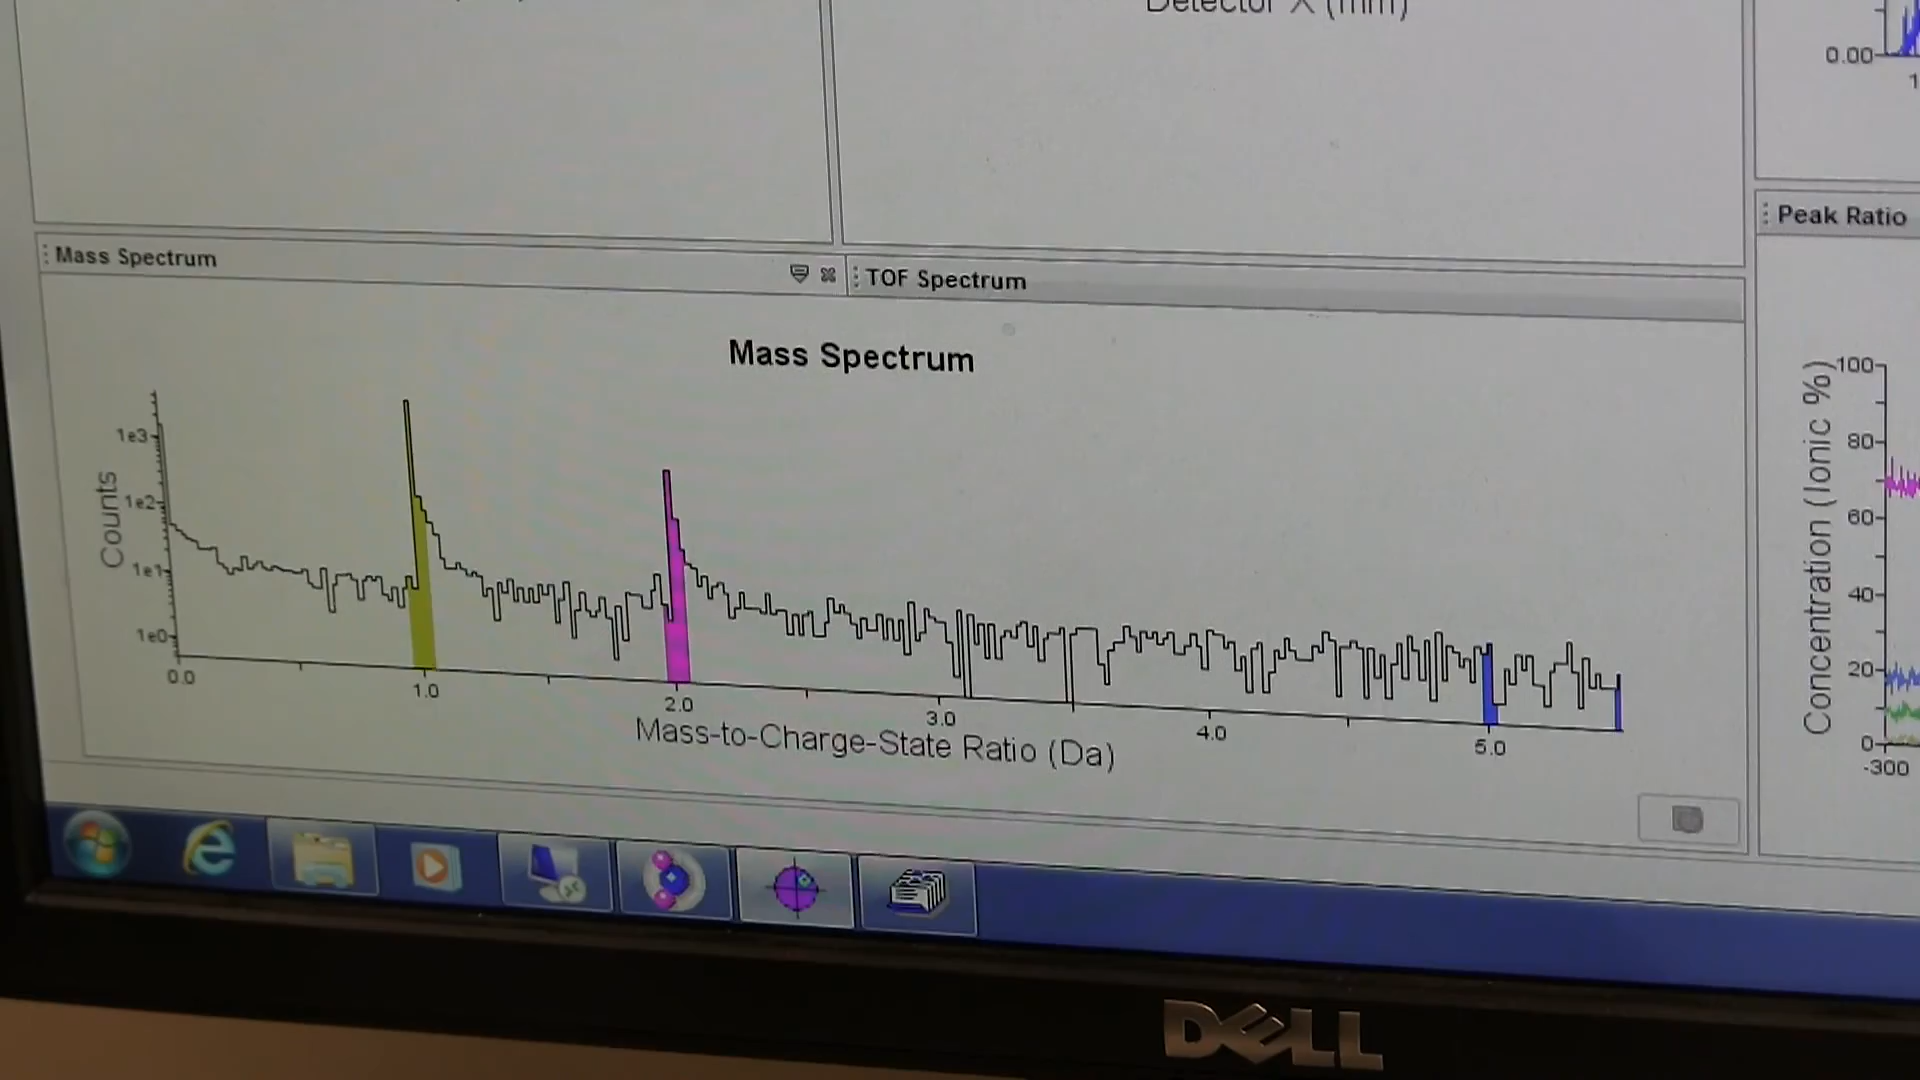 Detector X (mm)
0.00
1
Mass Spectrum
TOF Spectrum
Peak Ratio
Mass Spectrum
Counts
1e3
1e2
1e1
1e0
0.0
1.0
2.0
3.0
4.0
5.0
Mass-to-Charge-State Ratio (Da)
Concentration (Ionic %)
100
80
60
40
20
0
-300
DELL